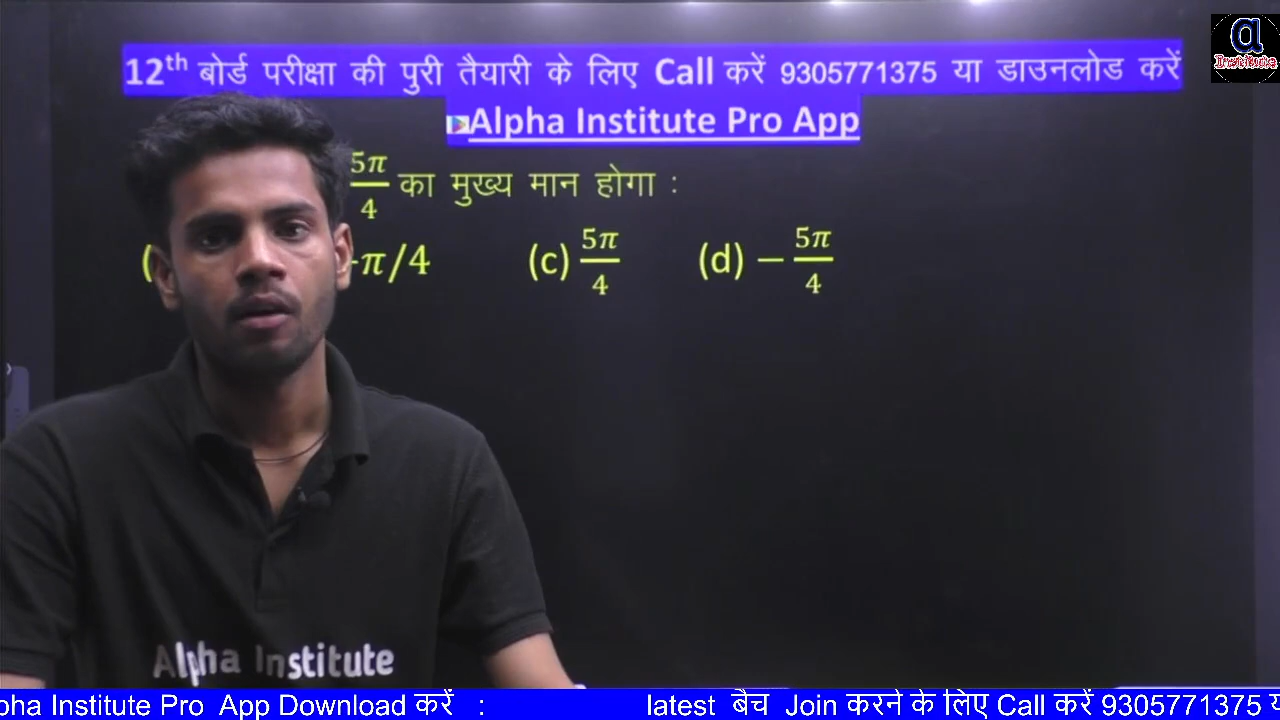 12th बोर्ड परीक्षा की पुरी तैयारी के लिए Call करें 9305771375 या डाउनलोड करें
Alpha Institute Pro App
5π/4 का मुख्य मान होगा :
( -π/4 (c) 5π/4 (d) −5π/4
α
Institute
Alpha Institute
pha Institute Pro App Download करें : latest बैच Join करने के लिए Call करें 9305771375 य